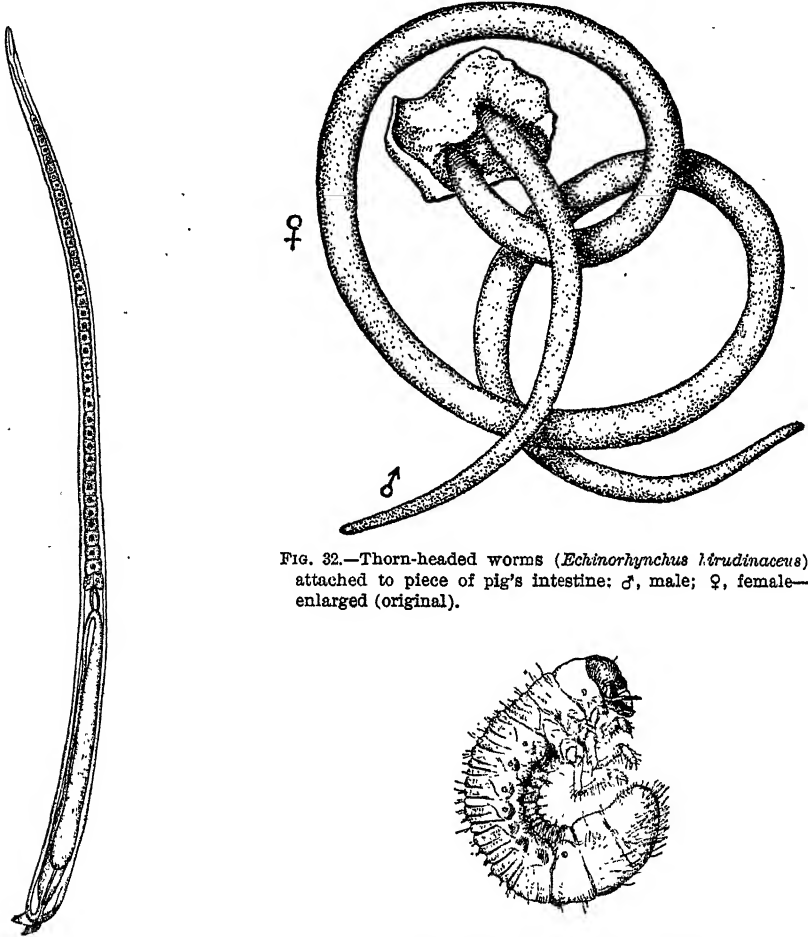 ♀
♂
FIG. 32.—Thorn-headed worms (Echinorhynchus hirudinaceus)
attached to piece of pig's intestine: ♂, male; ♀, female—
enlarged (original).